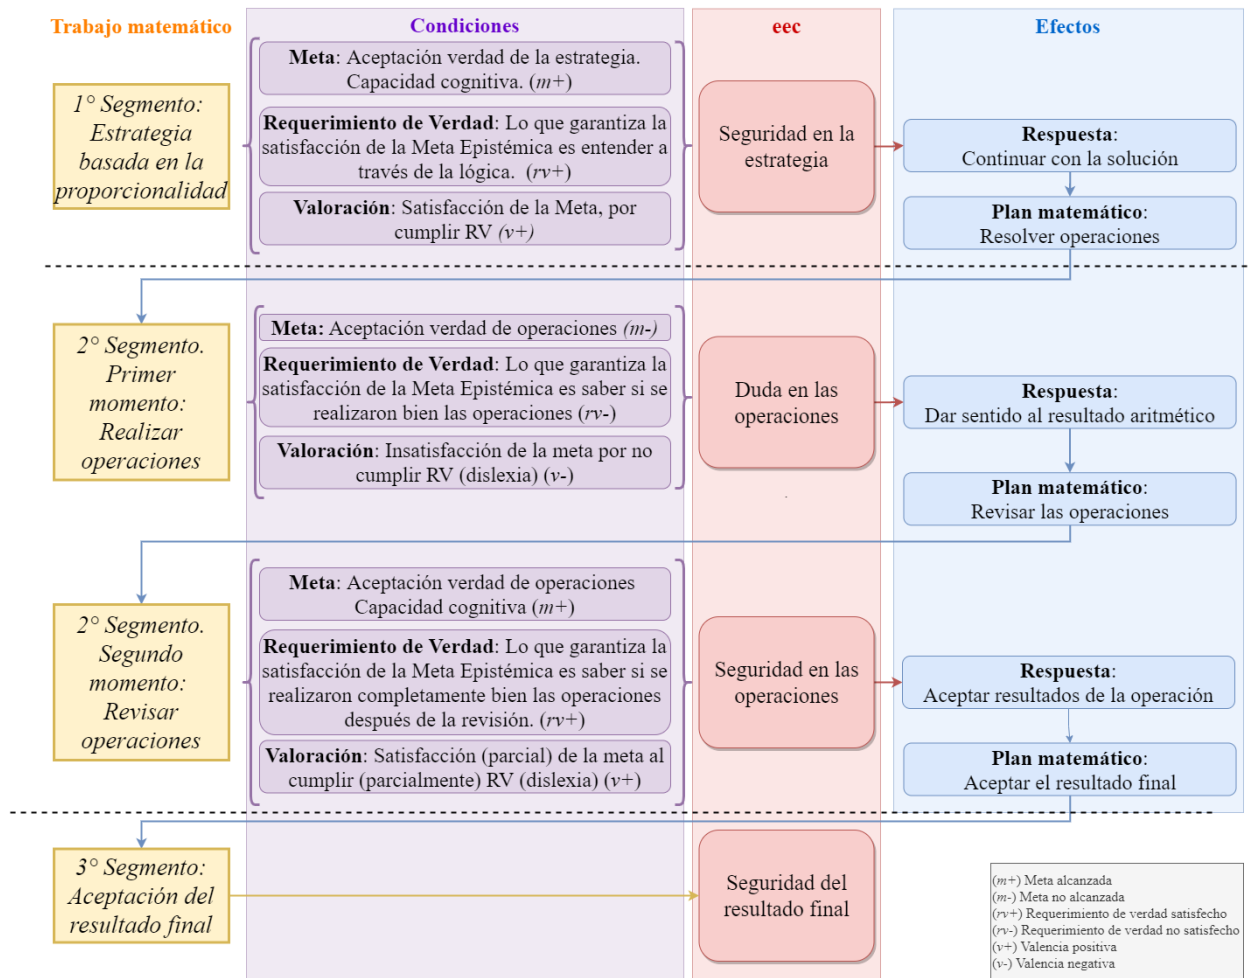 Trabajo matemático
Condiciones
eec
Efectos
1° Segmento:
Estrategia
basada en la
proporcionalidad
Meta: Aceptación verdad de la estrategia.
Capacidad cognitiva. (m+)
Requerimiento de Verdad: Lo que garantiza la
satisfacción de la Meta Epistémica es entender a
través de la lógica. (rv+)
Valoración: Satisfacción de la Meta, por
cumplir RV (v+)
Seguridad en la
estrategia
Respuesta:
Continuar con la solución
Plan matemático:
Resolver operaciones
2° Segmento.
Primer
momento:
Realizar
operaciones
Meta: Aceptación verdad de operaciones (m-)
Requerimiento de Verdad: Lo que garantiza la
satisfacción de la Meta Epistémica es saber si se
realizaron bien las operaciones (rv-)
Valoración: Insatisfacción de la meta por no
cumplir RV (dislexia) (v-)
Duda en las
operaciones
Respuesta:
Dar sentido al resultado aritmético
Plan matemático:
Revisar las operaciones
2° Segmento.
Segundo
momento:
Revisar
operaciones
Meta: Aceptación verdad de operaciones
Capacidad cognitiva (m+)
Requerimiento de Verdad: Lo que garantiza la
satisfacción de la Meta Epistémica es saber si se
realizaron completamente bien las operaciones
después de la revisión. (rv+)
Valoración: Satisfacción (parcial) de la meta al
cumplir (parcialmente) RV (dislexia) (v+)
Seguridad en las
operaciones
Respuesta:
Aceptar resultados de la operación
Plan matemático:
Aceptar el resultado final
3° Segmento:
Aceptación del
resultado final
Seguridad del
resultado final
(m+) Meta alcanzada
(m-) Meta no alcanzada
(rv+) Requerimiento de verdad satisfecho
(rv-) Requerimiento de verdad no satisfecho
(v+) Valencia positiva
(v-) Valencia negativa